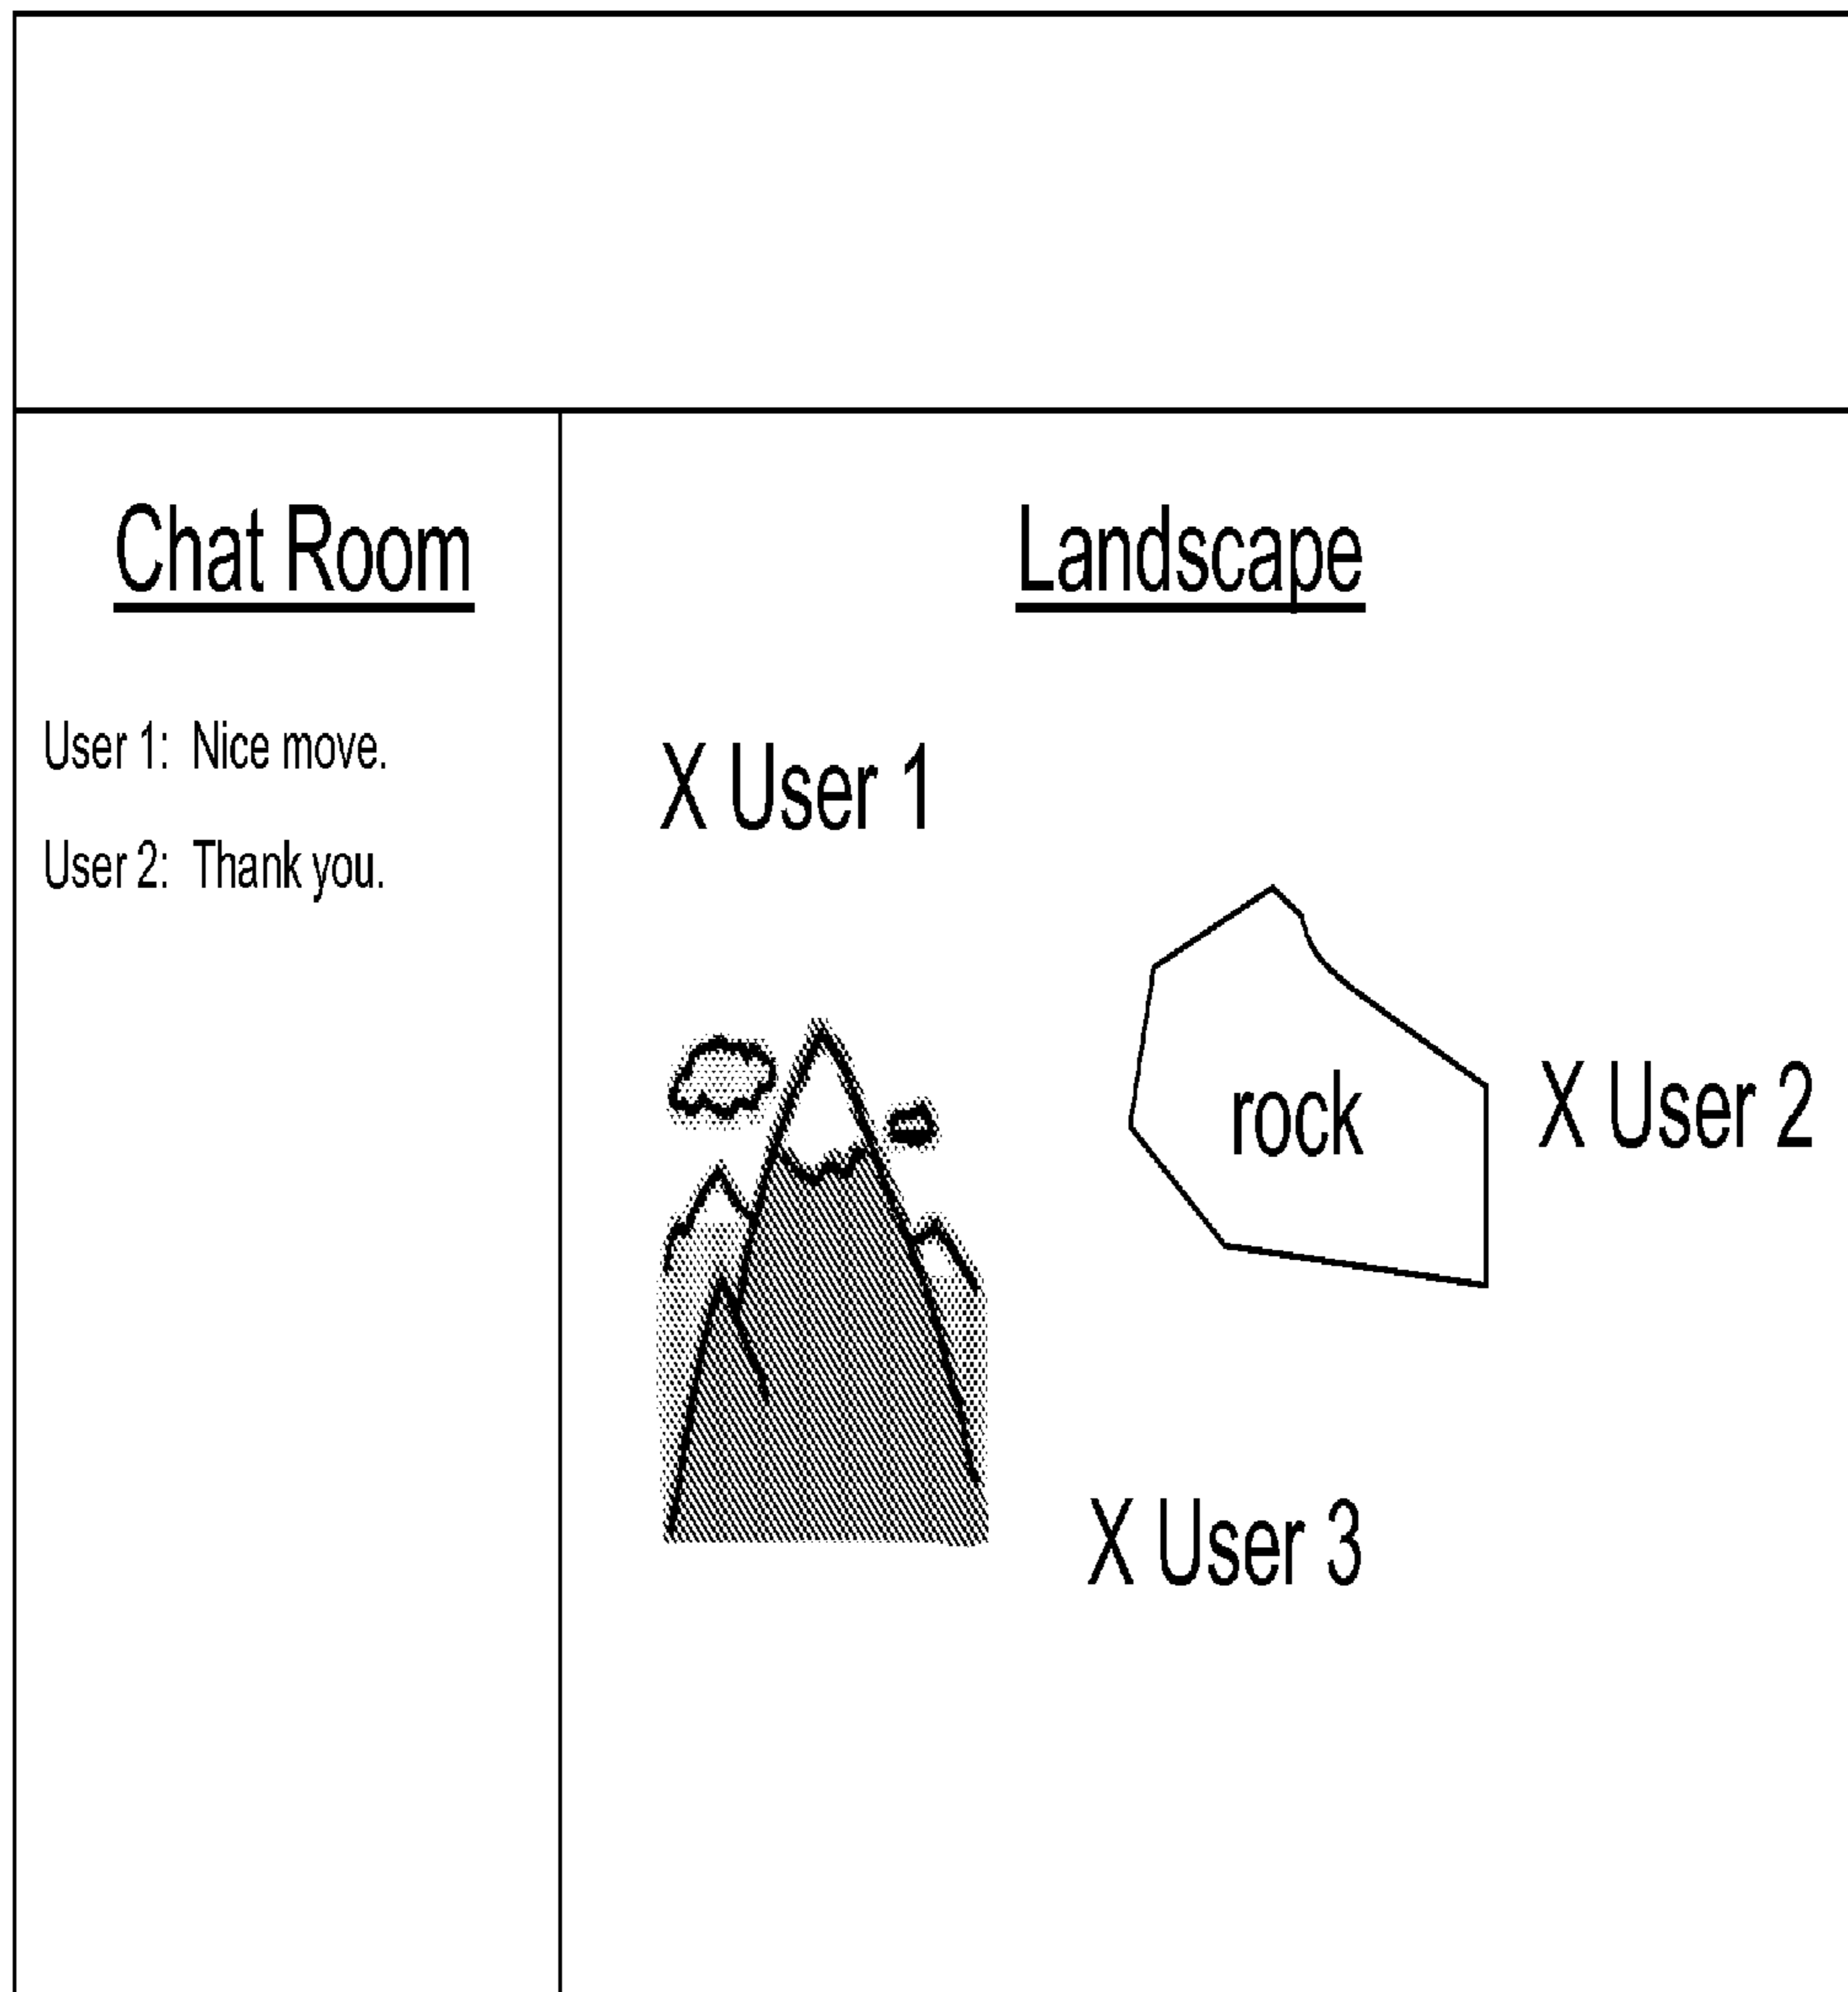 Chat Room
User 1: Nice move.
User 2: Thank you.
Landscape
X User 1
rock
X User 2
X User 3